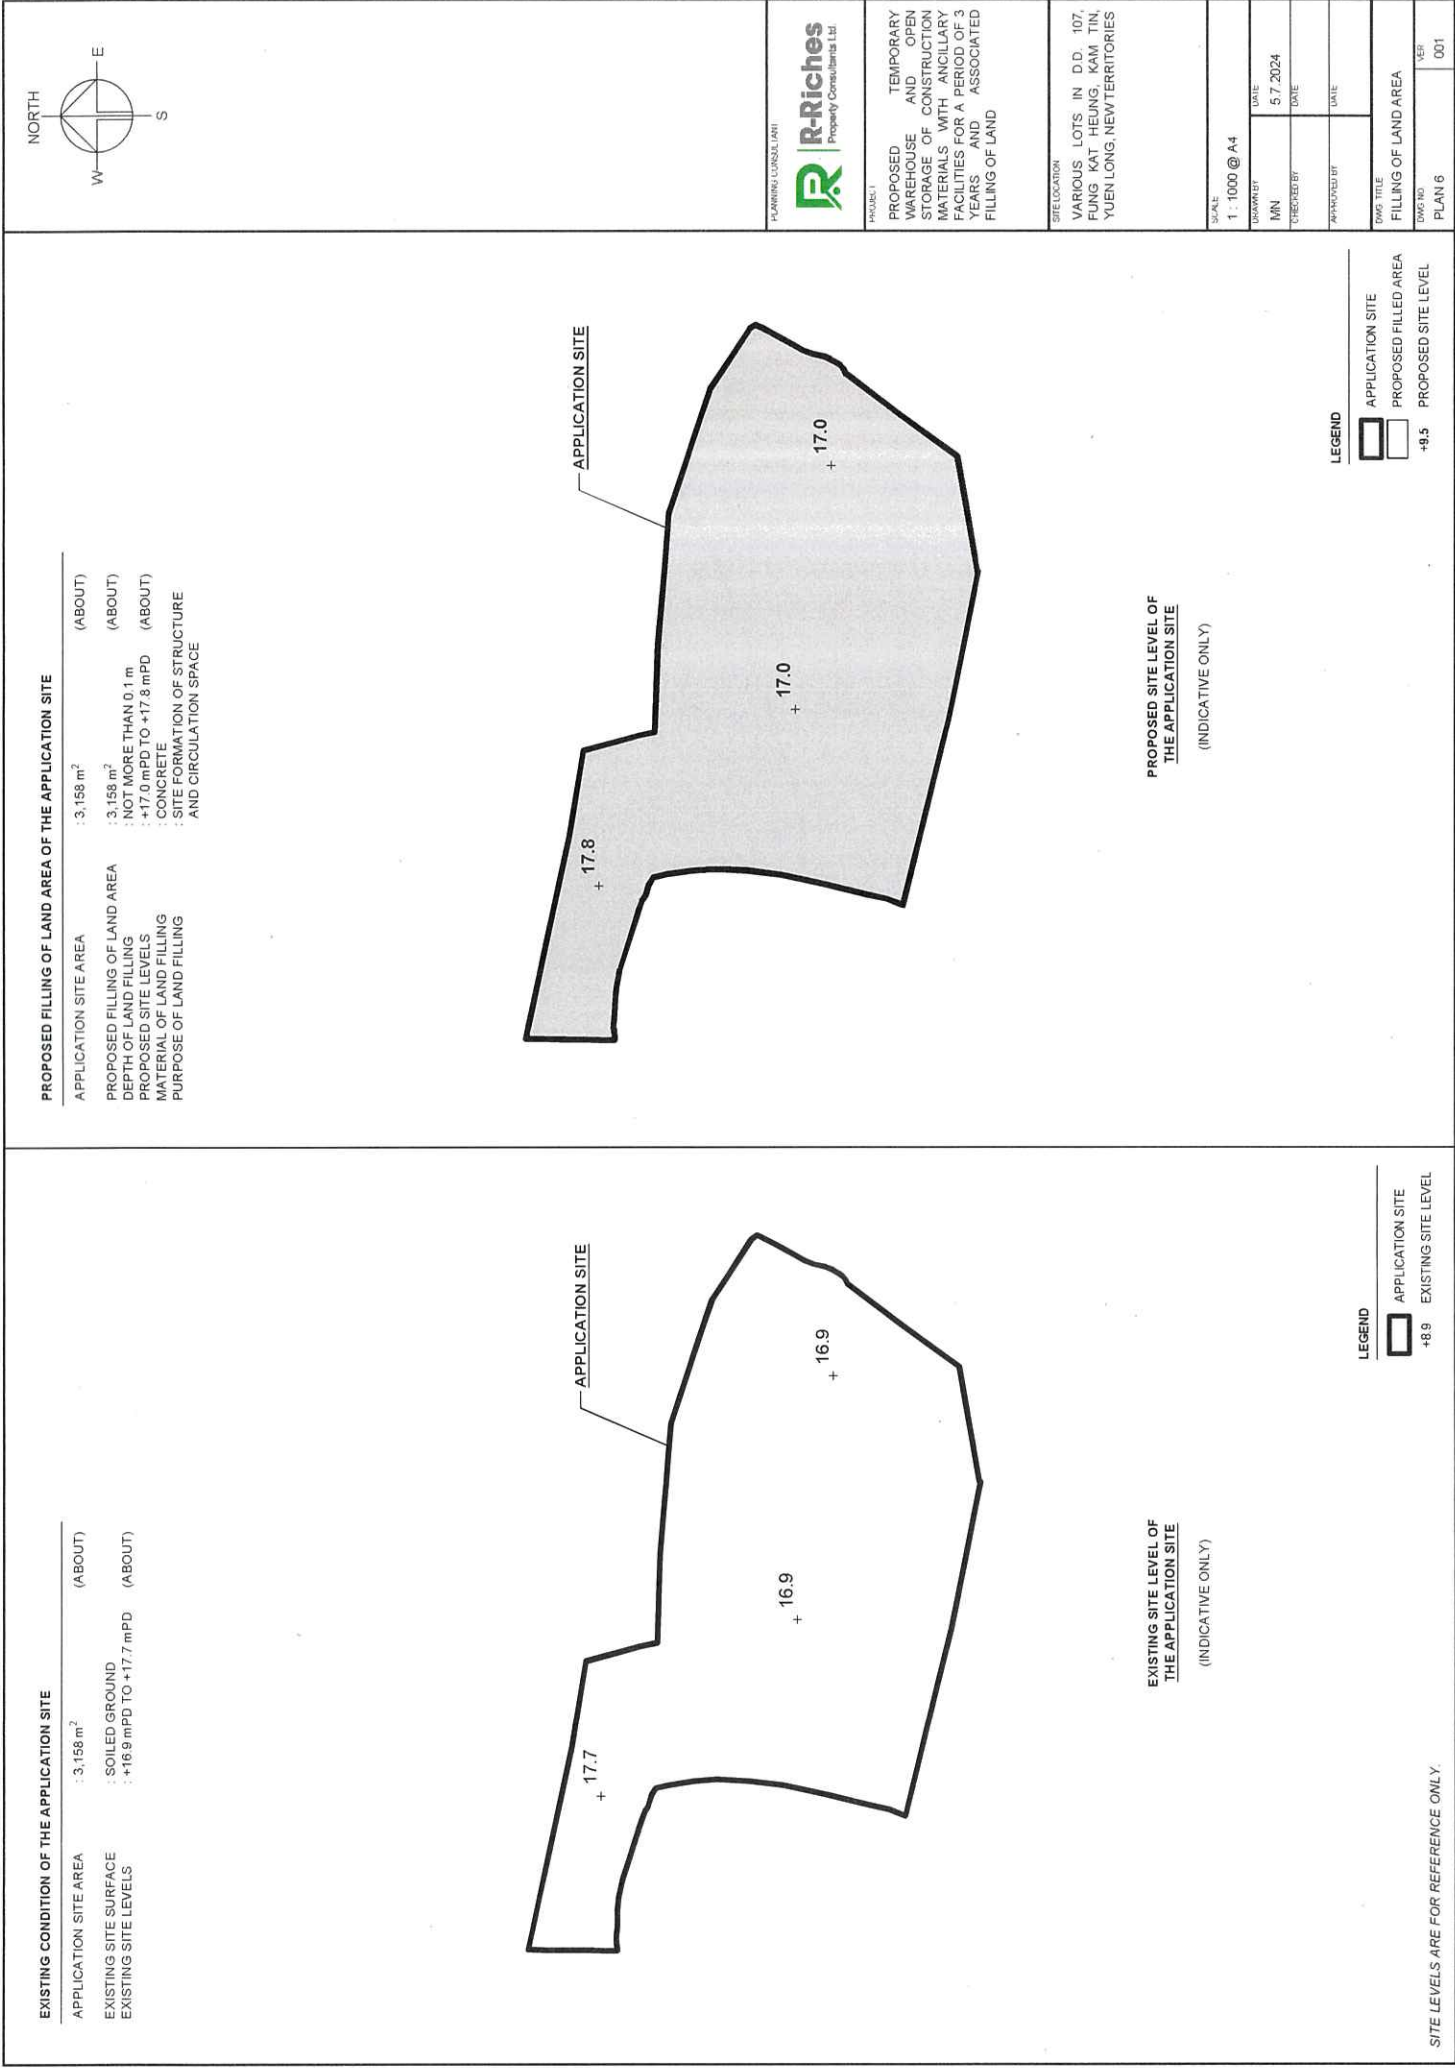 EXISTING CONDITION OF THE APPLICATION SITE
APPLICATION SITE AREA : 3,158 m² (ABOUT)
EXISTING SITE SURFACE : SOILED GROUND
EXISTING SITE LEVELS : +16.9 mPD TO +17.7 mPD (ABOUT)
APPLICATION SITE
+ 17.7
+ 16.9
+ 16.9
EXISTING SITE LEVEL OF
THE APPLICATION SITE
(INDICATIVE ONLY)
LEGEND
APPLICATION SITE
+8.9 EXISTING SITE LEVEL
SITE LEVELS ARE FOR REFERENCE ONLY.
PROPOSED FILLING OF LAND AREA OF THE APPLICATION SITE
APPLICATION SITE AREA : 3,158 m² (ABOUT)
PROPOSED FILLING OF LAND AREA : 3,158 m² (ABOUT)
DEPTH OF LAND FILLING : NOT MORE THAN 0.1 m
PROPOSED SITE LEVELS : +17.0 mPD TO +17.8 mPD (ABOUT)
MATERIAL OF LAND FILLING : CONCRETE
PURPOSE OF LAND FILLING : SITE FORMATION OF STRUCTURE
AND CIRCULATION SPACE
APPLICATION SITE
+ 17.8
+ 17.0
+ 17.0
PROPOSED SITE LEVEL OF
THE APPLICATION SITE
(INDICATIVE ONLY)
LEGEND
APPLICATION SITE
PROPOSED FILLED AREA
+9.5 PROPOSED SITE LEVEL
NORTH
W E
S
PLANNING CONSULTANT
R-Riches
Property Consultants Ltd.
PROJECT
PROPOSED TEMPORARY
WAREHOUSE AND OPEN
STORAGE OF CONSTRUCTION
MATERIALS WITH ANCILLARY
FACILITIES FOR A PERIOD OF 3
YEARS AND ASSOCIATED
FILLING OF LAND
SITE LOCATION
VARIOUS LOTS IN D.D. 107,
FUNG KAT HEUNG, KAM TIN,
YUEN LONG, NEW TERRITORIES
SCALE
1 : 1000 @ A4
DRAWN BY DATE
MN 5.7.2024
CHECKED BY DATE
APPROVED BY DATE
DWG. TITLE
FILLING OF LAND AREA
DWG NO. VER.
PLAN 6 001